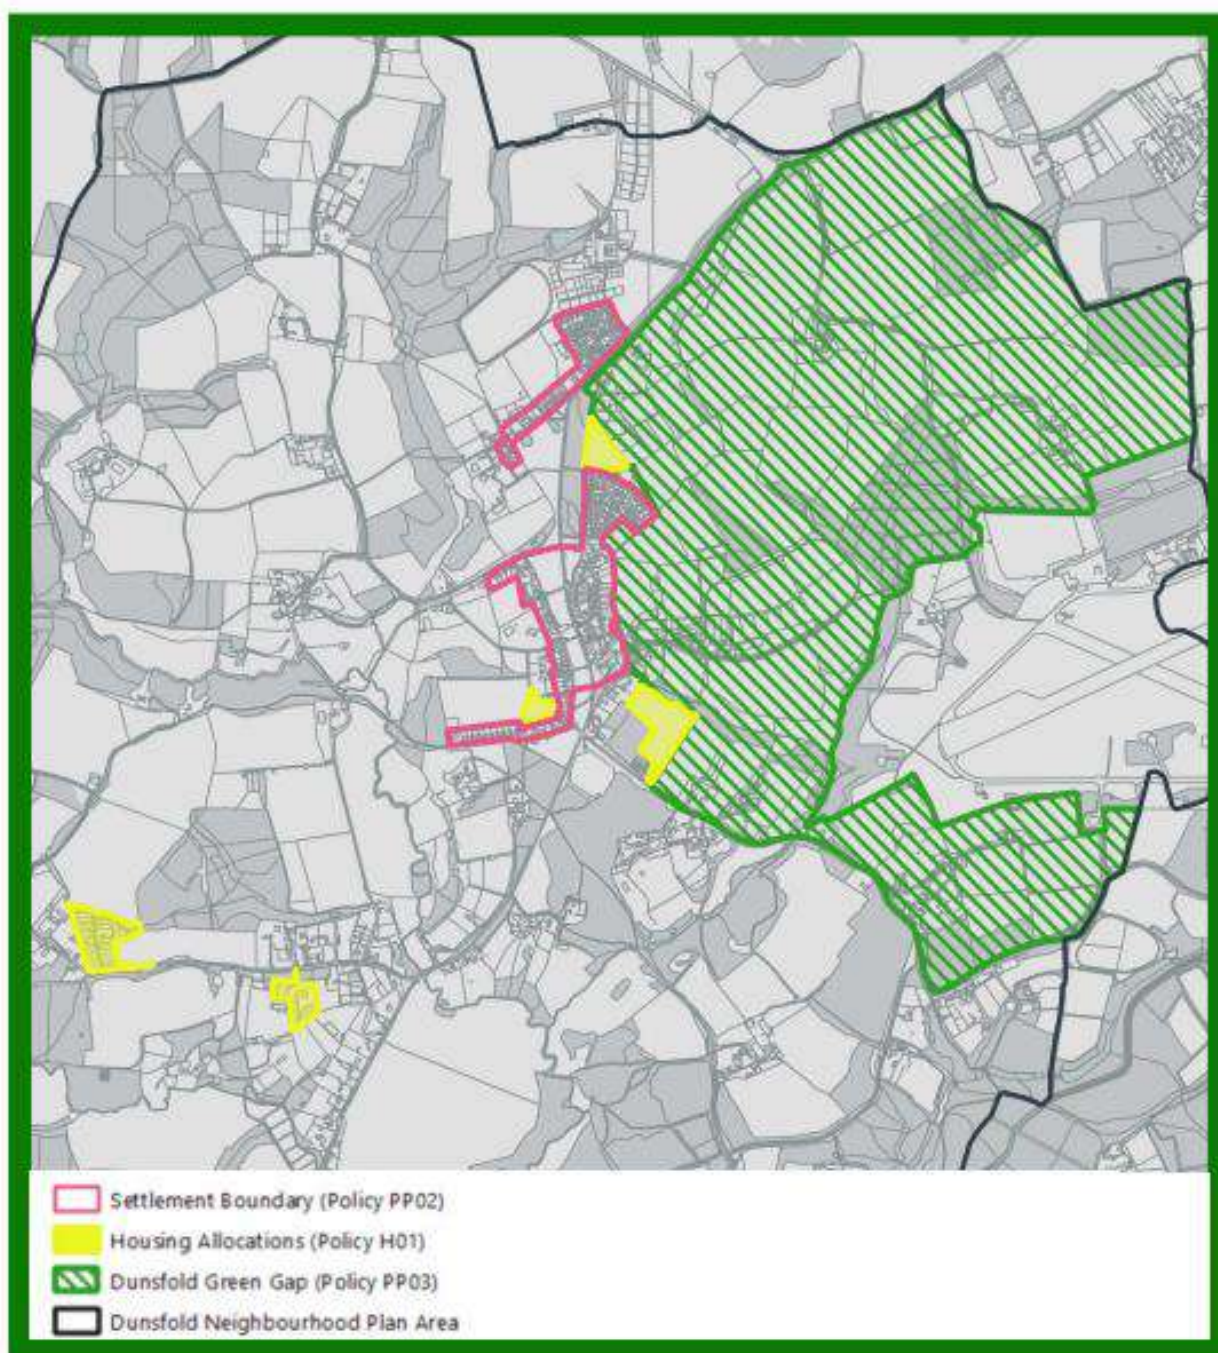 Settlement Boundary (Policy PP02)
Housing Allocations (Policy H01)
Dunsfold Green Gap (Policy PP03)
Dunsfold Neighbourhood Plan Area